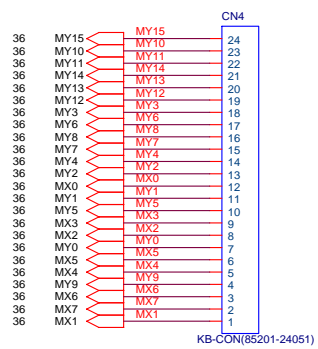 CN4
36 MY15 MY15 24
36 MY10 MY10 23
36 MY11 MY11 22
36 MY14 MY14 21
36 MY13 MY13 20
36 MY12 MY12 19
36 MY3 MY3 18
36 MY6 MY6 17
36 MY8 MY8 16
36 MY7 MY7 15
36 MY4 MY4 14
36 MY2 MY2 13
36 MX0 MX0 12
36 MY1 MY1 11
36 MY5 MY5 10
36 MX3 MX3 9
36 MX2 MX2 8
36 MY0 MY0 7
36 MX5 MX5 6
36 MX4 MX4 5
36 MY9 MY9 4
36 MX6 MX6 3
36 MX7 MX7 2
36 MX1 MX1 1
KB-CON(85201-24051)